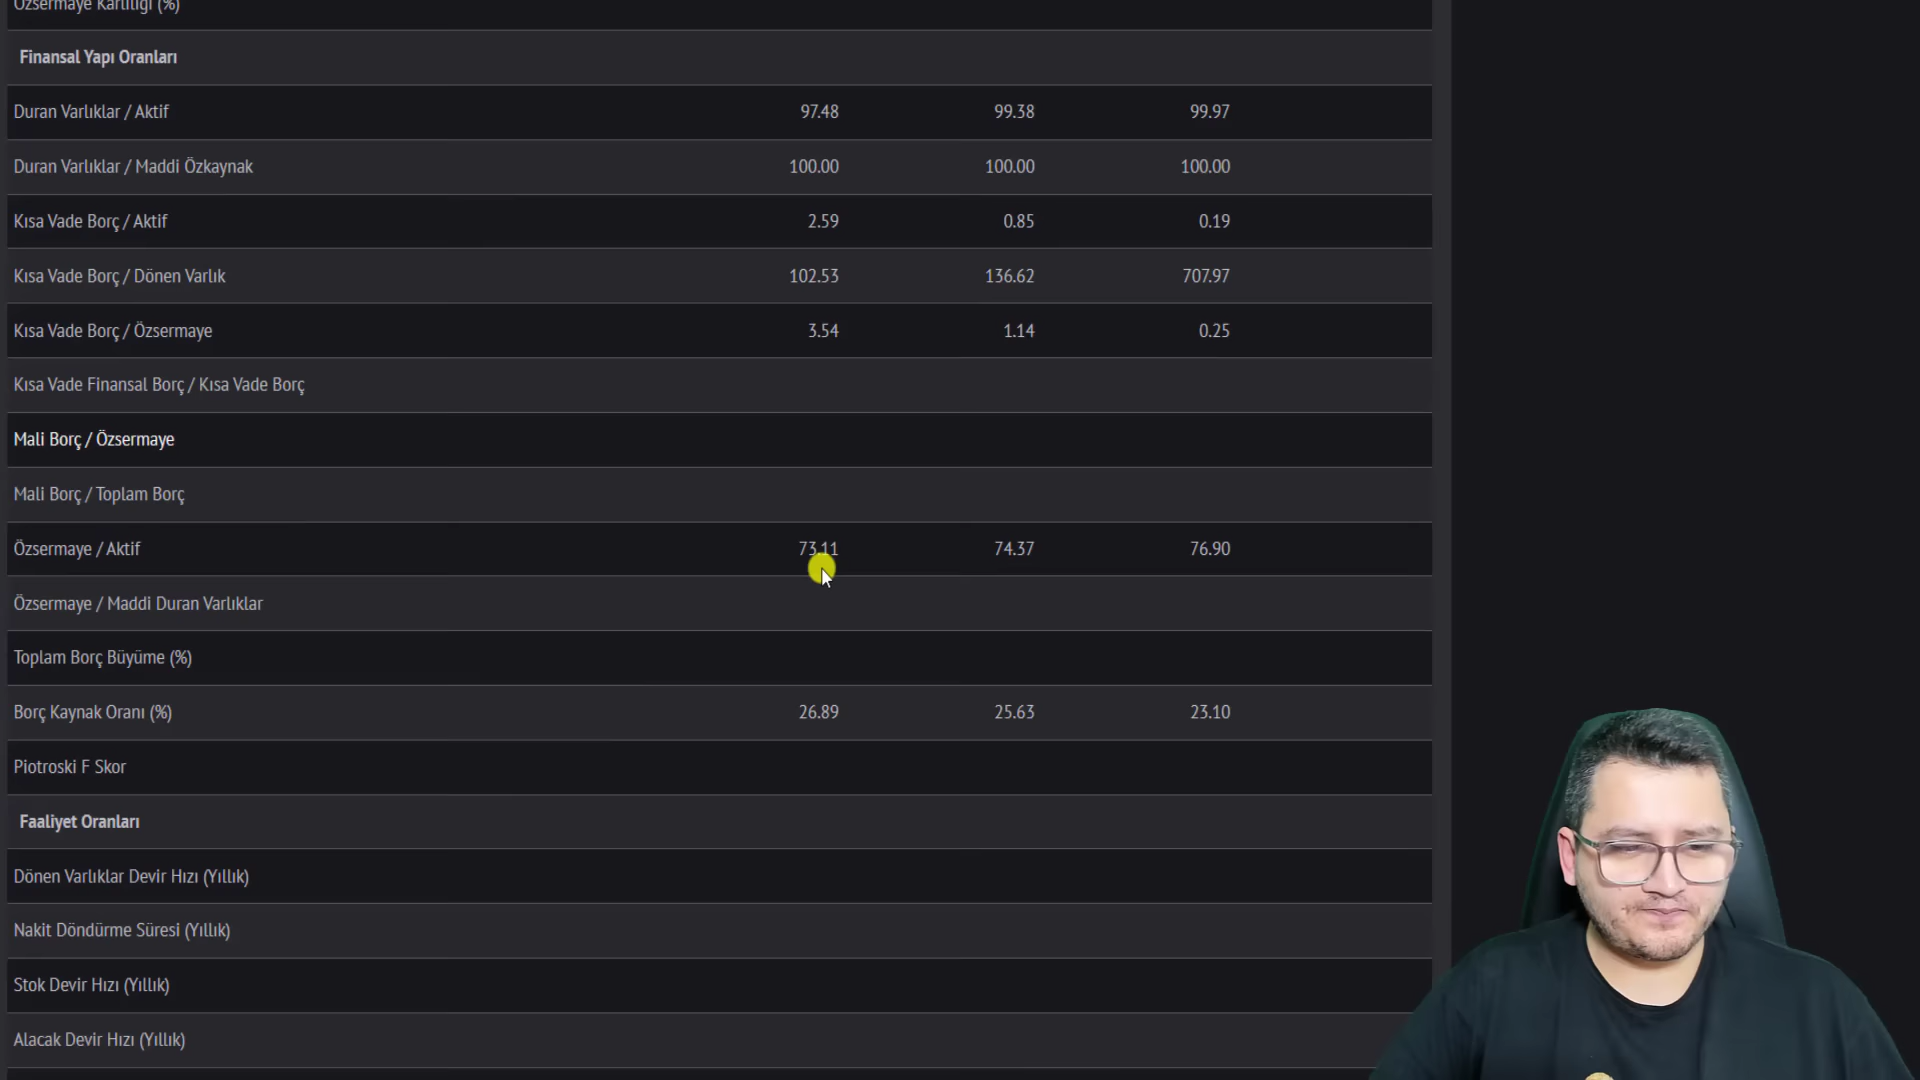 Özsermaye Karlılığı (%)
Finansal Yapı Oranları
Duran Varlıklar / Aktif 97.48 99.38 99.97
Duran Varlıklar / Maddi Özkaynak 100.00 100.00 100.00
Kısa Vade Borç / Aktif 2.59 0.85 0.19
Kısa Vade Borç / Dönen Varlık 102.53 136.62 707.97
Kısa Vade Borç / Özsermaye 3.54 1.14 0.25
Kısa Vade Finansal Borç / Kısa Vade Borç
Mali Borç / Özsermaye
Mali Borç / Toplam Borç
Özsermaye / Aktif 73.11 74.37 76.90
Özsermaye / Maddi Duran Varlıklar
Toplam Borç Büyüme (%)
Borç Kaynak Oranı (%) 26.89 25.63 23.10
Piotroski F Skor
Faaliyet Oranları
Dönen Varlıklar Devir Hızı (Yıllık)
Nakit Döndürme Süresi (Yıllık)
Stok Devir Hızı (Yıllık)
Alacak Devir Hızı (Yıllık)